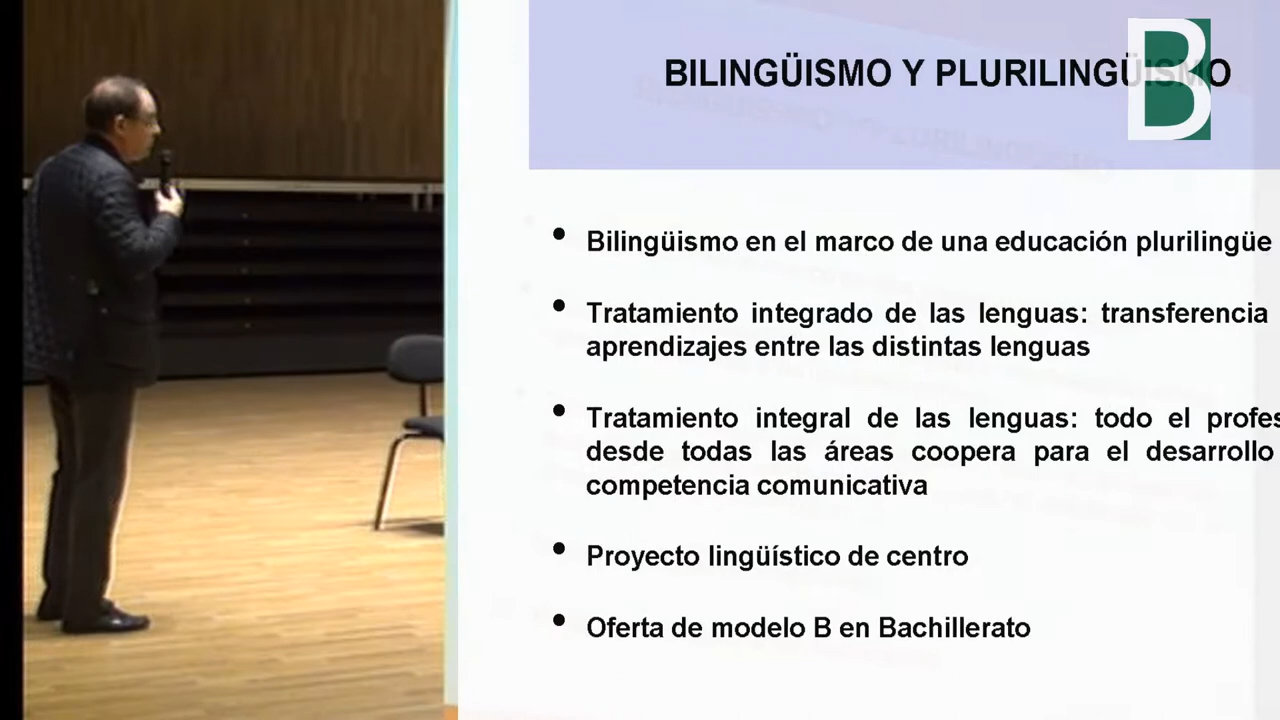 BILINGÜISMO Y PLURILINGÜISMO
B
• Bilingüismo en el marco de una educación plurilingüe
• Tratamiento integrado de las lenguas: transferencia
aprendizajes entre las distintas lenguas
• Tratamiento integral de las lenguas: todo el profes
desde todas las áreas coopera para el desarrollo
competencia comunicativa
• Proyecto lingüístico de centro
• Oferta de modelo B en Bachillerato